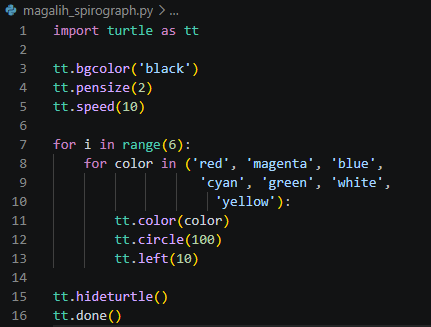 magalih_spirograph.py > ...
1 import turtle as tt
2
3 tt.bgcolor('black')
4 tt.pensize(2)
5 tt.speed(10)
6
7 for i in range(6):
8     for color in ('red', 'magenta', 'blue',
9                   'cyan', 'green', 'white',
10                    'yellow'):
11         tt.color(color)
12         tt.circle(100)
13         tt.left(10)
14
15 tt.hideturtle()
16 tt.done()